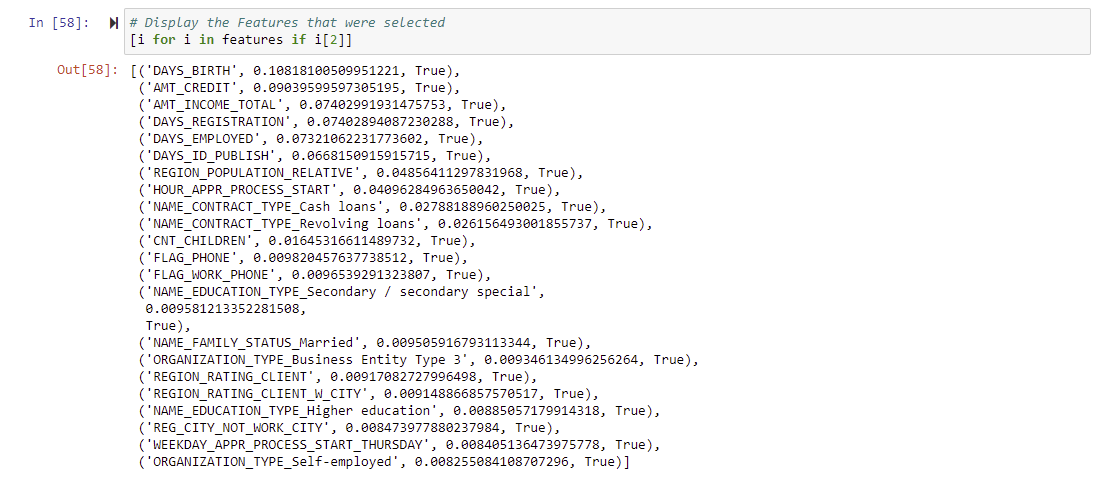 In [58]:
# Display the Features that were selected
[i for i in features if i[2]]
Out[58]: [('DAYS_BIRTH', 0.10818100509951221, True),
('AMT_CREDIT', 0.09039599597305195, True),
('AMT_INCOME_TOTAL', 0.07402991931475753, True),
('DAYS_REGISTRATION', 0.07402894087230288, True),
('DAYS_EMPLOYED', 0.07321062231773602, True),
('DAYS_ID_PUBLISH', 0.0668150915915715, True),
('REGION_POPULATION_RELATIVE', 0.04856411297831968, True),
('HOUR_APPR_PROCESS_START', 0.04096284963650042, True),
('NAME_CONTRACT_TYPE_Cash loans', 0.02788188960250025, True),
('NAME_CONTRACT_TYPE_Revolving loans', 0.026156493001855737, True),
('CNT_CHILDREN', 0.01645316611489732, True),
('FLAG_PHONE', 0.009820457637738512, True),
('FLAG_WORK_PHONE', 0.0096539291323807, True),
('NAME_EDUCATION_TYPE_Secondary / secondary special',
0.009581213352281508,
True),
('NAME_FAMILY_STATUS_Married', 0.009505916793113344, True),
('ORGANIZATION_TYPE_Business Entity Type 3', 0.009346134996256264, True),
('REGION_RATING_CLIENT', 0.00917082727996498, True),
('REGION_RATING_CLIENT_W_CITY', 0.009148866857570517, True),
('NAME_EDUCATION_TYPE_Higher education', 0.00885057179914318, True),
('REG_CITY_NOT_WORK_CITY', 0.008473977880237984, True),
('WEEKDAY_APPR_PROCESS_START_THURSDAY', 0.008405136473975778, True),
('ORGANIZATION_TYPE_Self-employed', 0.008255084108707296, True)]